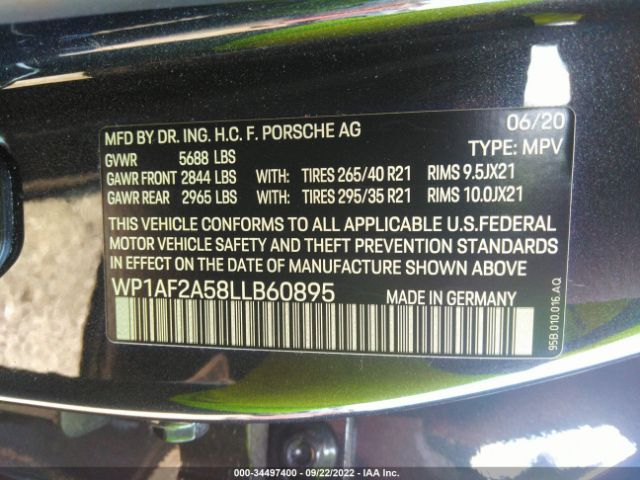 06/20
MFD BY DR. ING. H.C. F. PORSCHE AG
TYPE: MPV
GVWR 5688 LBS
GAWR FRONT 2844 LBS WITH: TIRES 265/40 R21 RIMS 9.5JX21
GAWR REAR 2965 LBS WITH: TIRES 295/35 R21 RIMS 10.0JX21
THIS VEHICLE CONFORMS TO ALL APPLICABLE U.S.FEDERAL
MOTOR VEHICLE SAFETY AND THEFT PREVENTION STANDARDS
IN EFFECT ON THE DATE OF MANUFACTURE SHOWN ABOVE
WP1AF2A58LLB60895 MADE IN GERMANY
95B.010.016.AQ
000-34497400 - 09/22/2022 - IAA Inc.